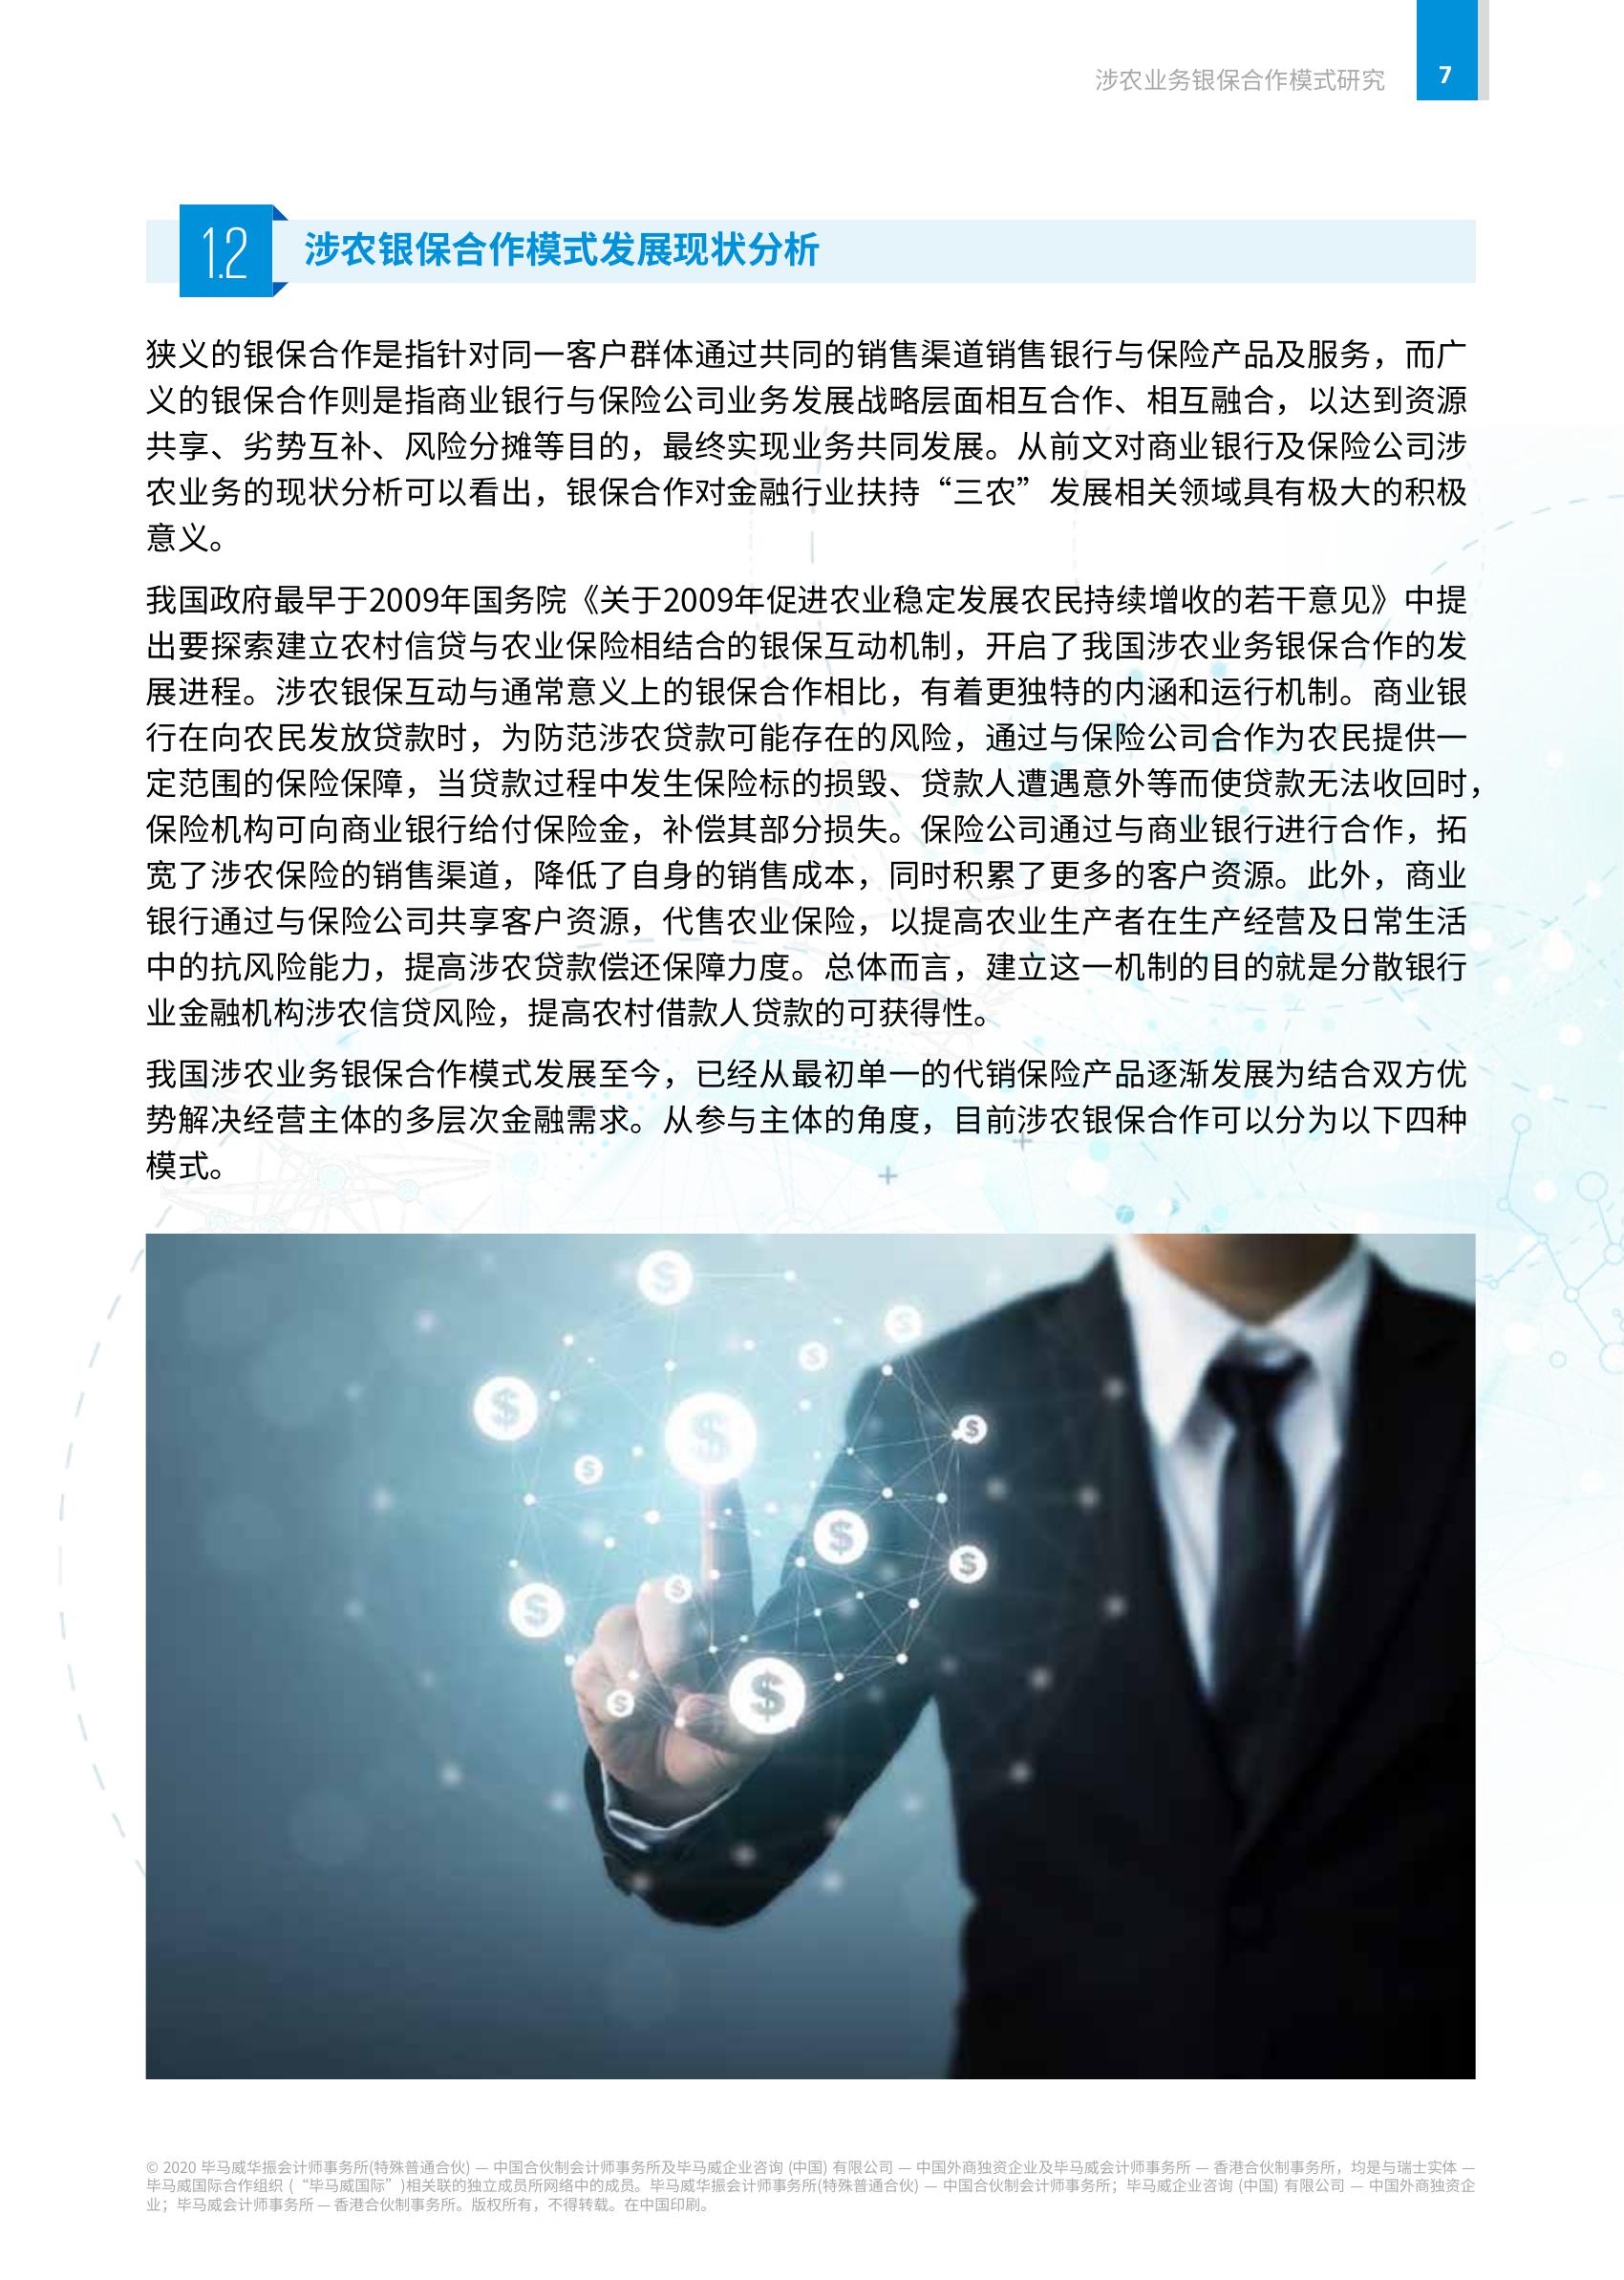 涉农业务银保合作模式研究
7
1.2
涉农银保合作模式发展现状分析
狭义的银保合作是指针对同一客户群体通过共同的销售渠道销售银行与保险产品及服务，而广
义的银保合作则是指商业银行与保险公司业务发展战略层面相互合作、相互融合，以达到资源
共享、劣势互补、风险分摊等目的，最终实现业务共同发展。从前文对商业银行及保险公司涉
农业务的现状分析可以看出，银保合作对金融行业扶持“三农”发展相关领域具有极大的积极
意义。
我国政府最早于2009年国务院《关于2009年促进农业稳定发展农民持续增收的若干意见》中提
出要探索建立农村信贷与农业保险相结合的银保互动机制，开启了我国涉农业务银保合作的发
展进程。涉农银保互动与通常意义上的银保合作相比，有着更独特的内涵和运行机制。商业银
行在向农民发放贷款时，为防范涉农贷款可能存在的风险，通过与保险公司合作为农民提供一
定范围的保险保障，当贷款过程中发生保险标的损毁、贷款人遭遇意外等而使贷款无法收回时，
保险机构可向商业银行给付保险金，补偿其部分损失。保险公司通过与商业银行进行合作，拓
宽了涉农保险的销售渠道，降低了自身的销售成本，同时积累了更多的客户资源。此外，商业
银行通过与保险公司共享客户资源，代售农业保险，以提高农业生产者在生产经营及日常生活
中的抗风险能力，提高涉农贷款偿还保障力度。总体而言，建立这一机制的目的就是分散银行
业金融机构涉农信贷风险，提高农村借款人贷款的可获得性。
我国涉农业务银保合作模式发展至今，已经从最初单一的代销保险产品逐渐发展为结合双方优
势解决经营主体的多层次金融需求。从参与主体的角度，目前涉农银保合作可以分为以下四种
模式。
© 2020 毕马威华振会计师事务所(特殊普通合伙) — 中国合伙制会计师事务所及毕马威企业咨询 (中国) 有限公司 — 中国外商独资企业及毕马威会计师事务所 — 香港合伙制事务所，均是与瑞士实体 —
毕马威国际合作组织 (“毕马威国际”)相关联的独立成员所网络中的成员。毕马威华振会计师事务所(特殊普通合伙) — 中国合伙制会计师事务所；毕马威企业咨询 (中国) 有限公司 — 中国外商独资企
业；毕马威会计师事务所 — 香港合伙制事务所。版权所有，不得转载。在中国印刷。